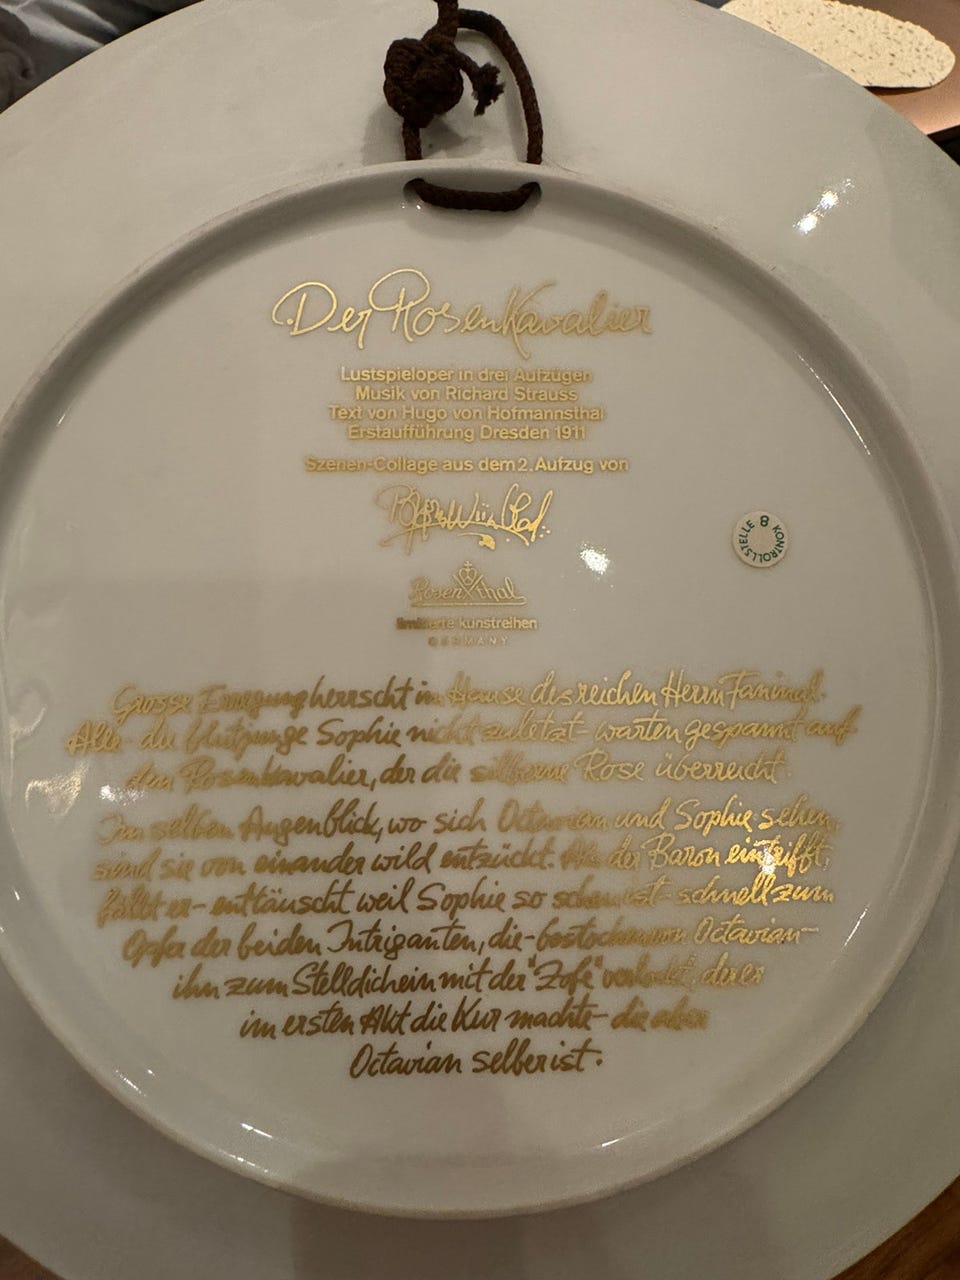 Der Rosenkavalier
Lustspieloper in drei Aufzügen
Musik von Richard Strauss
Text von Hugo von Hofmannsthal
Erstaufführung Dresden 1911
Szenen-Collage aus dem 2. Aufzug von
Rosenthal
limitierte kunstreihen
GERMANY
KONTROLLSTELLE 8
Grosse Erregung herrscht im Hause des reichen Herrn Faninal.
Alle- die blutjunge Sophie nicht zuletzt- warten gespannt auf
den Rosenkavalier, der die silberne Rose überreicht.
Im selben Augenblick, wo sich Octavian und Sophie sehen,
sind sie von einander wild entzückt. Als der Baron eintrifft,
fällt er- enttäuscht weil Sophie so scheu ist- schnell zum
Opfer der beiden Intriganten, die- bestochen von Octavian-
ihn zum Stelldichein mit der "Zofe" verlockt, der er
im ersten Akt die Kur machte- die aber
Octavian selber ist.